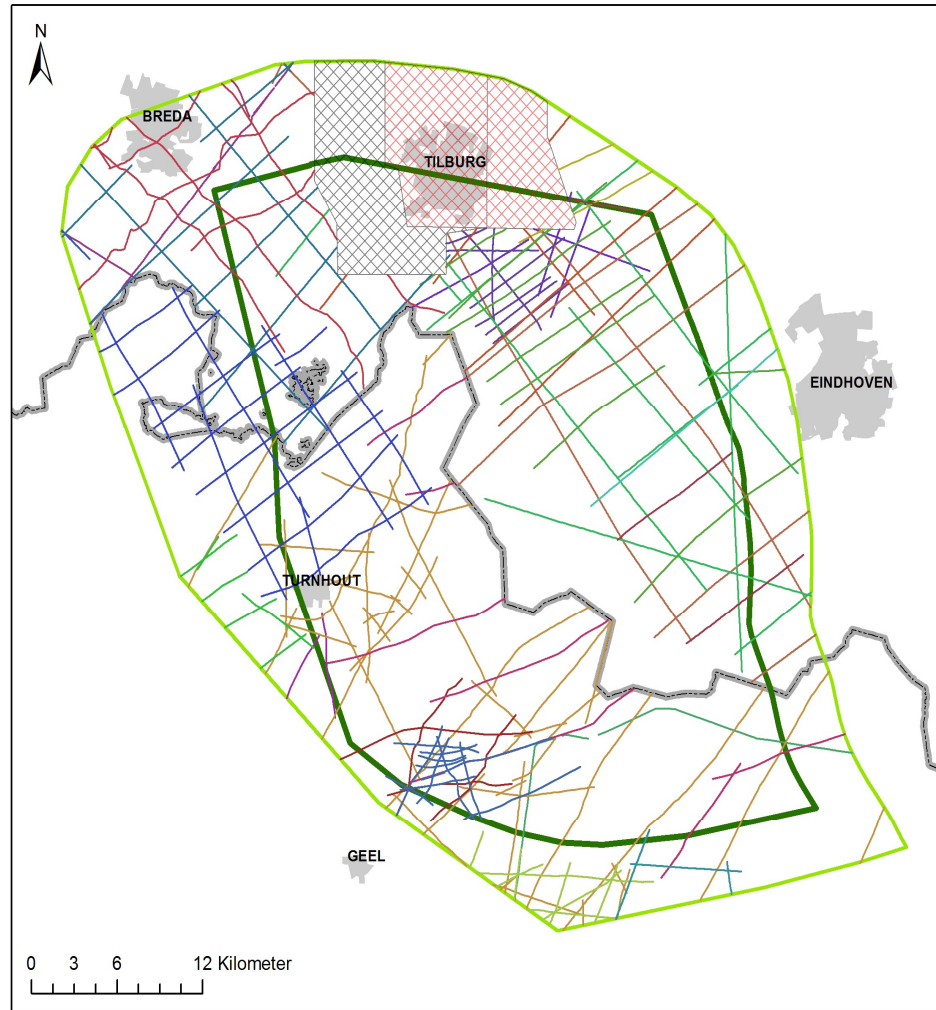 N
BREDA
TILBURG
EINDHOVEN
TURNHOUT
GEEL
0 3 6 12 Kilometer